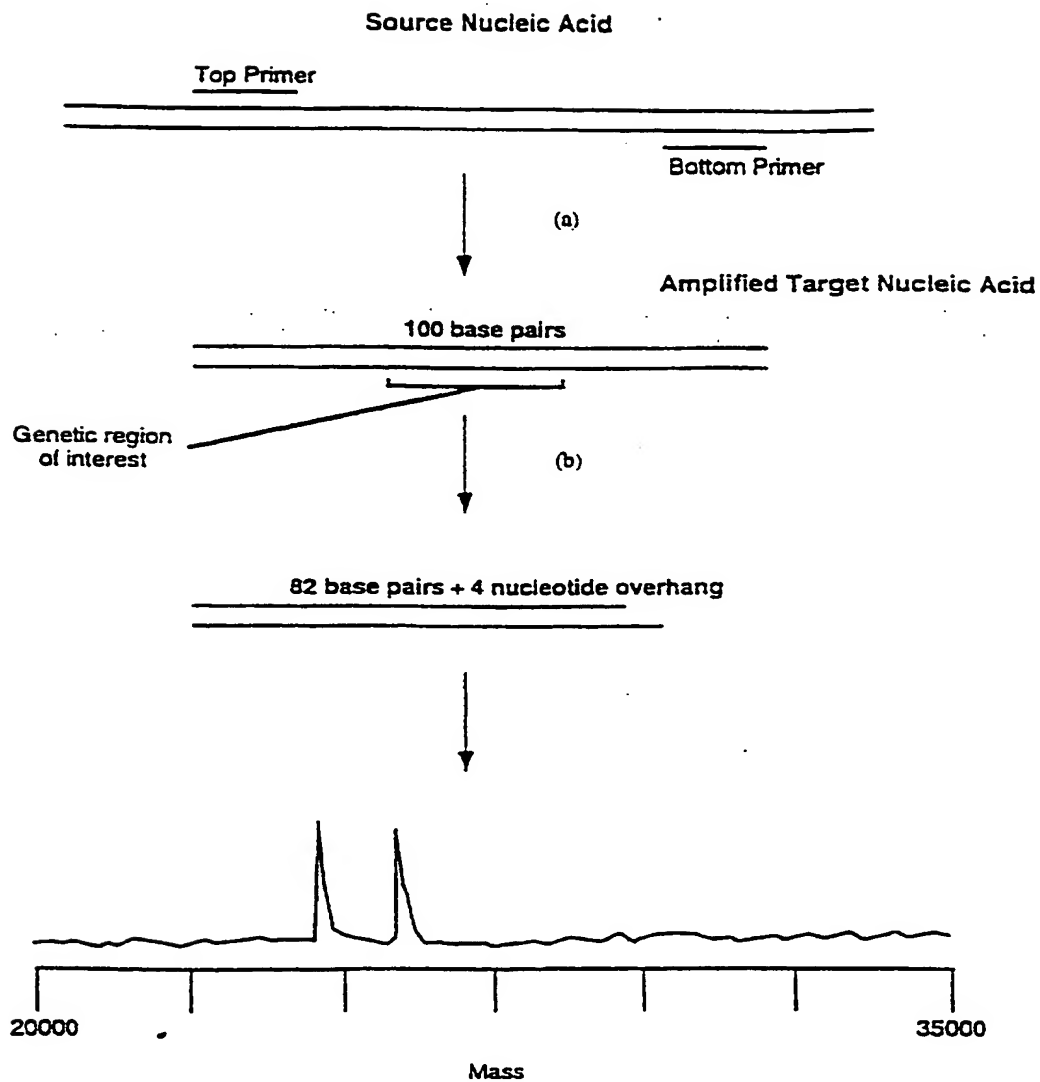 Source Nucleic Acid
Top Primer
Bottom Primer
(a)
Amplified Target Nucleic Acid
100 base pairs
Genetic region
of interest
(b)
82 base pairs + 4 nucleotide overhang
20000
35000
Mass